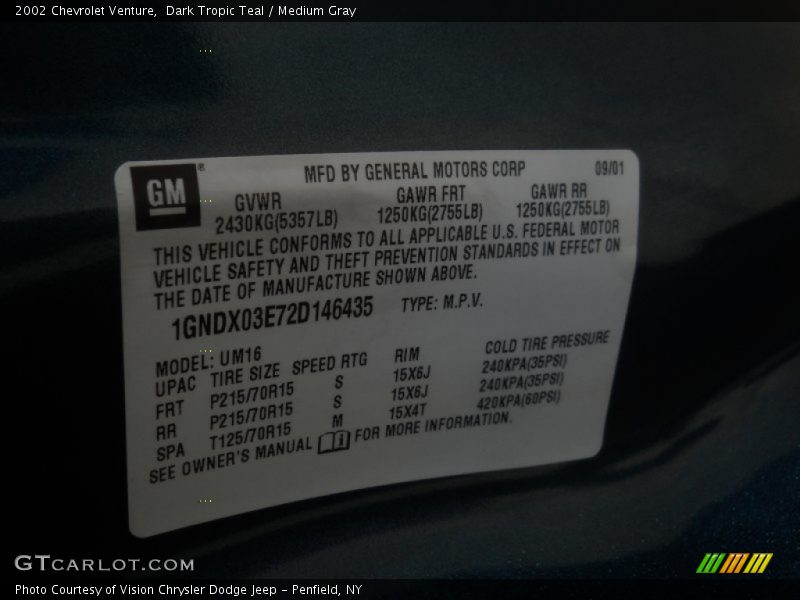 2002 Chevrolet Venture,  Dark Tropic Teal / Medium Gray
GM®
MFD BY GENERAL MOTORS CORP 09/01
GVWR GAWR FRT GAWR RR
2430KG(5357LB) 1250KG(2755LB) 1250KG(2755LB)
THIS VEHICLE CONFORMS TO ALL APPLICABLE U.S. FEDERAL MOTOR
VEHICLE SAFETY AND THEFT PREVENTION STANDARDS IN EFFECT ON
THE DATE OF MANUFACTURE SHOWN ABOVE.
1GNDX03E72D146435 TYPE: M.P.V.
MODEL: UM16
UPAC TIRE SIZE SPEED RTG RIM COLD TIRE PRESSURE
FRT P215/70R15 S 15X6J 240KPA(35PSI)
RR P215/70R15 S 15X6J 240KPA(35PSI)
SPA T125/70R15 M 15X4T 420KPA(60PSI)
SEE OWNER'S MANUAL i FOR MORE INFORMATION.
GTCARLOT.COM
Photo Courtesy of Vision Chrysler Dodge Jeep – Penfield, NY